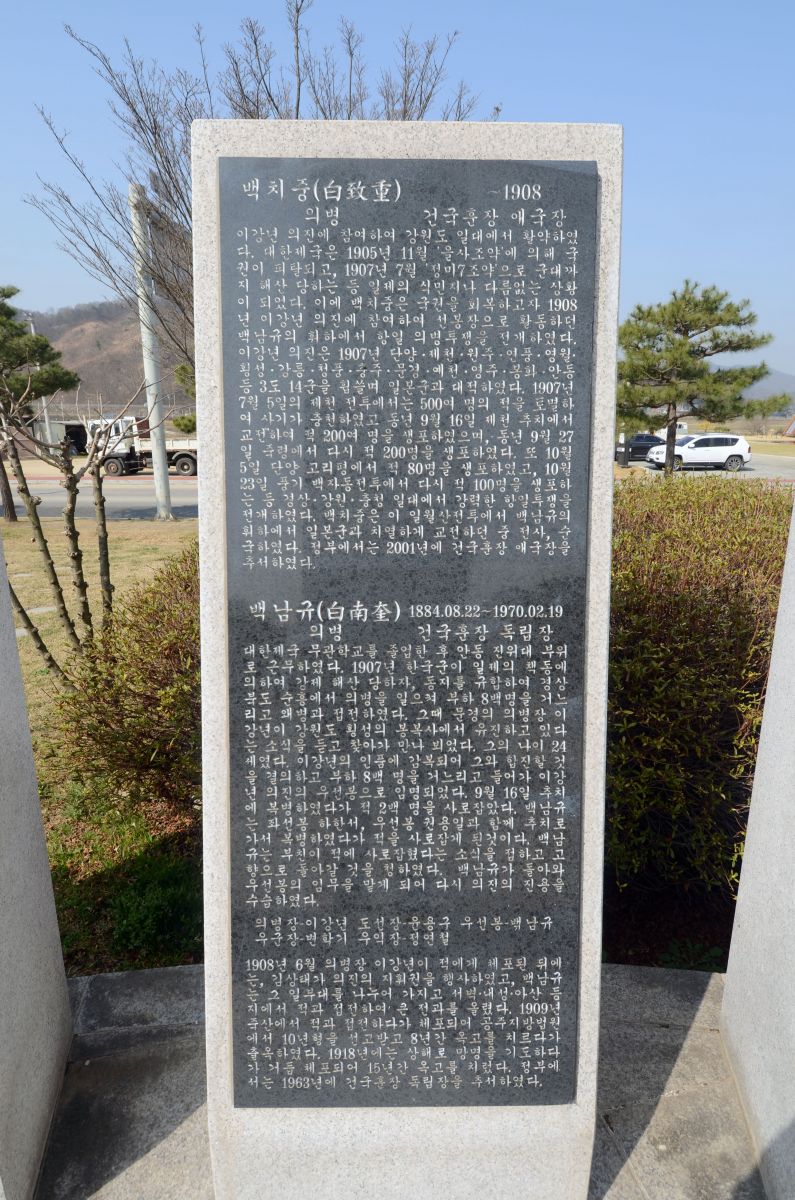 백치중(白致重) ~1908
의병 건국훈장 애국장
이강년 의진에 참여하여 강원도 일대에서 활약하였
다. 대한제국은 1905년 11월 '을사조약'에 의해 국
권이 피탈되고, 1907년 7월 '정미7조약'으로 군대까
지 해산 당하는 등 일제의 식민지나 다름없는 상황
이 되었다. 이에 백치중은 국권을 회복하고자 1908
년 이강년 의진에 참여하여 선봉장으로 활동하던
백남규의 휘하에서 항일 의병투쟁을 전개하였다.
이강년 의진은 1907년 단양·제천·원주·연풍·영월·
횡성·강릉·청풍·충주·문경·예천·영주·봉화·안동
등 3도 14군을 휩쓸며 일본군과 대적하였다. 1907년
7월 5일의 제천 전투에서는 500여 명의 적을 토멸하
여 사기가 충천하였고 동년 9월 16일 제천 추치에서
교전하여 적 200여 명을 생포하였으며, 동년 9월 27
일 죽령에서 다시 적 200명을 생포하였다. 또 10월
5일 단양 고리평에서 적 80명을 생포하였고, 10월
23일 풍기 백자동전투에서 다시 적 100명을 생포하
는 등 경상·강원·충청 일대에서 강력한 항일투쟁을
전개하였다. 백치중은 이 일월산전투에서 백남규의
휘하에서 일본군과 치열하게 교전하던 중 전사, 순
국하였다. 정부에서는 2001년에 건국훈장 애국장을
추서하였다.
백남규(白南奎) 1884.08.22~1970.02.19
의병 건국훈장 독립장
대한제국 무관학교를 졸업한 후 안동 진위대 부위
로 근무하였다. 1907년 한국군이 일제의 책동에
의하여 강제 해산 당하자, 동지를 규합하여 경상
북도 순흥에서 의병을 일으켜 부하 8백명을 거느
리고 왜병과 접전하였다. 그때 문경의 의병장 이
강년이 강원도 횡성의 봉복사에서 유진하고 있다
는 소식을 듣고 찾아가 만나 뵈었다. 그의 나이 24
세였다. 이강년의 인품에 감복되어 그와 합진할 것
을 결의하고 부하 8백 명을 거느리고 들어가 이강
년 의진의 우선봉으로 임명되었다. 9월 16일 추치
에 복병하였다가 적 2백 명을 사로잡았다. 백남규
는 좌선봉 하한서, 우선봉 권용일과 함께 추치로
가서 복병하였다가 적을 사로잡게 된것이다. 백남
규는 부친이 적에 사로잡혔다는 소식을 접하고 고
향으로 돌아갈 것을 청하였다. 백남규가 돌아와
우선봉의 임무를 맡게 되어 다시 의진의 진용을
수습하였다.
의병장-이강년 도선장-윤용구 우선봉-백남규
우군장-변학기 우익장-정연철
1908년 6월 의병장 이강년이 적에게 체포된 뒤에
는, 김상태가 의진의 지휘권을 행사하였고, 백남규
는 그 일부대를 나누어 가지고 서벽·내성·아산 등
지에서 적과 접전하여 큰 전과를 올렸다. 1909년
군산에서 적과 접전하다가 체포되어 공주지방법원
에서 10년형을 선고받고 8년간 옥고를 치르다가
출옥하였다. 1918년에는 상해로 망명을 기도하다
가 거듭 체포되어 15년간 옥고를 치렀다. 정부에
서는 1963년에 건국훈장 독립장을 추서하였다.